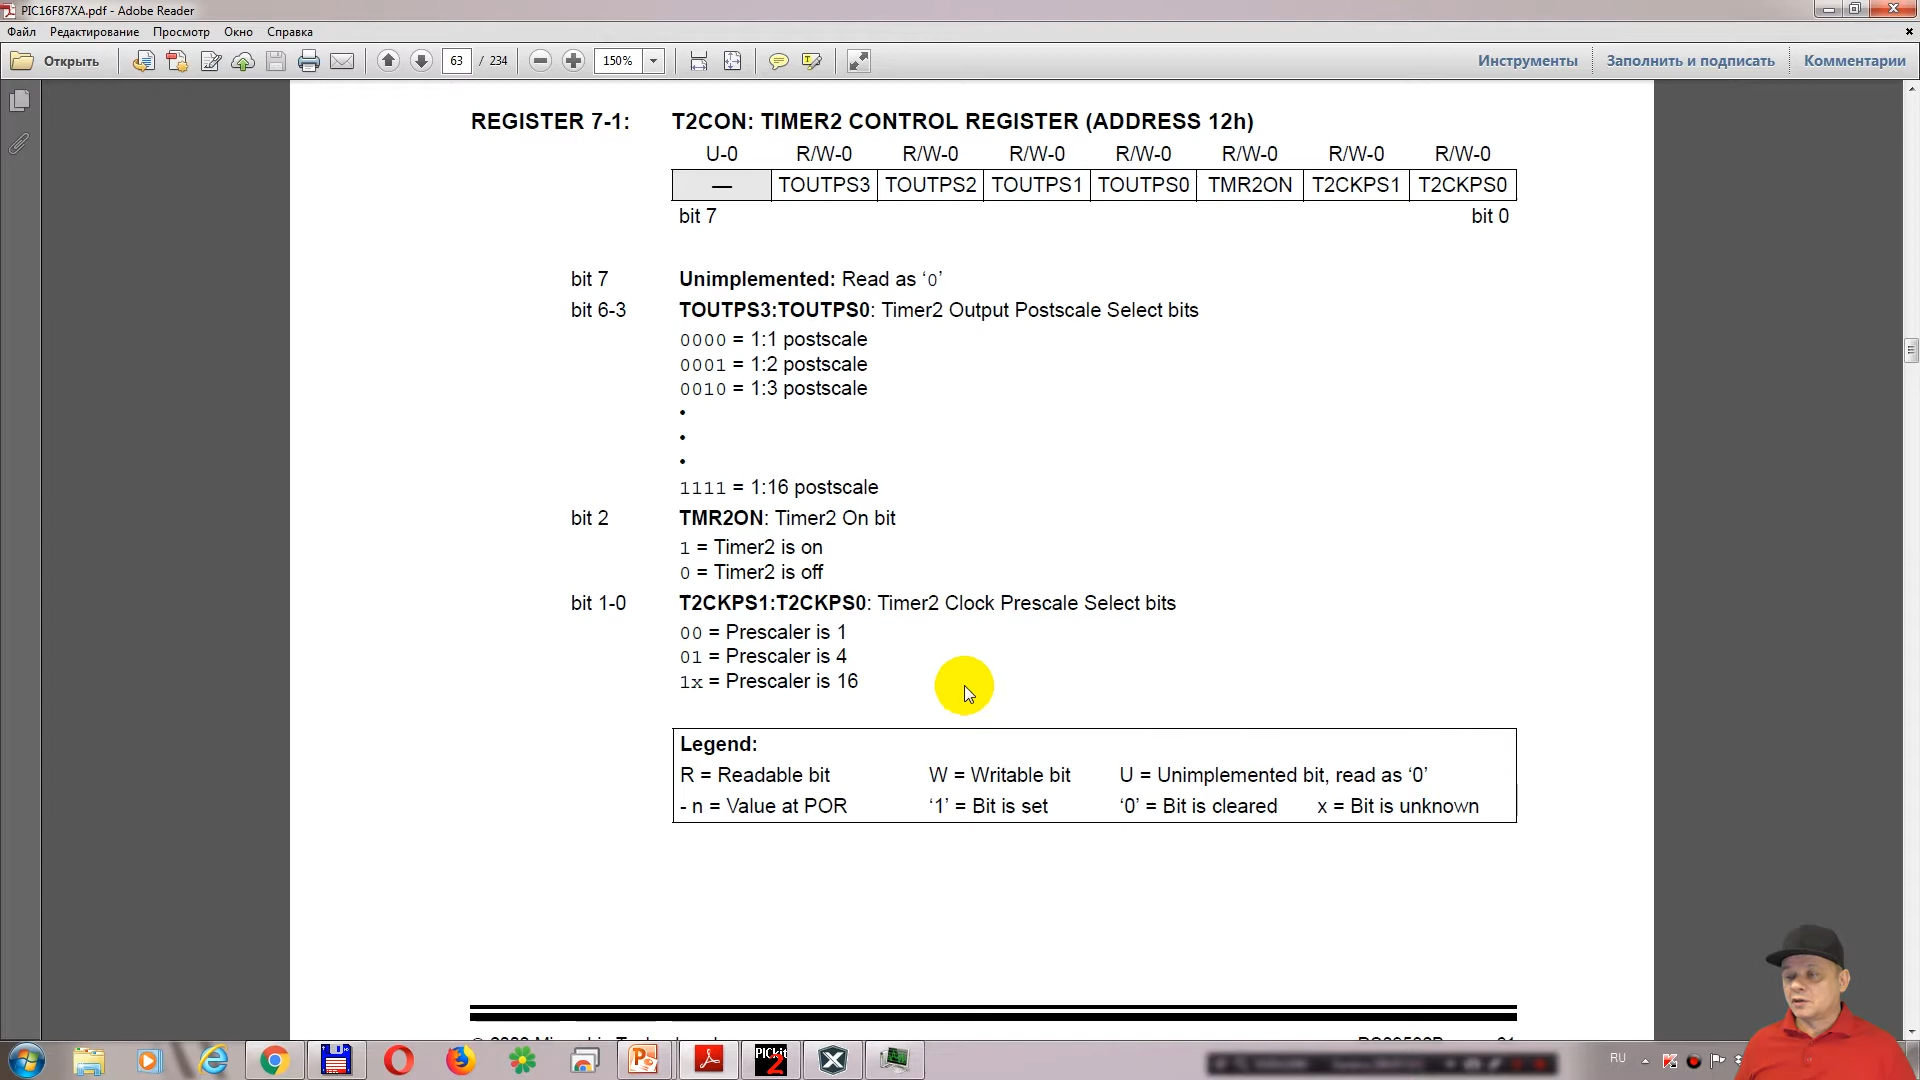 PIC16F87XA.pdf - Adobe Reader
Файл Редактирование Просмотр Окно Справка
Открыть 63 / 234 150% Инструменты Заполнить и подписать Комментарии
REGISTER 7-1: T2CON: TIMER2 CONTROL REGISTER (ADDRESS 12h)
U-0 R/W-0 R/W-0 R/W-0 R/W-0 R/W-0 R/W-0 R/W-0
— TOUTPS3 TOUTPS2 TOUTPS1 TOUTPS0 TMR2ON T2CKPS1 T2CKPS0
bit 7 bit 0
bit 7 Unimplemented: Read as ‘0’
bit 6-3 TOUTPS3:TOUTPS0: Timer2 Output Postscale Select bits
0000 = 1:1 postscale
0001 = 1:2 postscale
0010 = 1:3 postscale
•
•
•
1111 = 1:16 postscale
bit 2 TMR2ON: Timer2 On bit
1 = Timer2 is on
0 = Timer2 is off
bit 1-0 T2CKPS1:T2CKPS0: Timer2 Clock Prescale Select bits
00 = Prescaler is 1
01 = Prescaler is 4
1x = Prescaler is 16
Legend:
R = Readable bit W = Writable bit U = Unimplemented bit, read as ‘0’
- n = Value at POR ‘1’ = Bit is set ‘0’ = Bit is cleared x = Bit is unknown
PICkit
2
RU